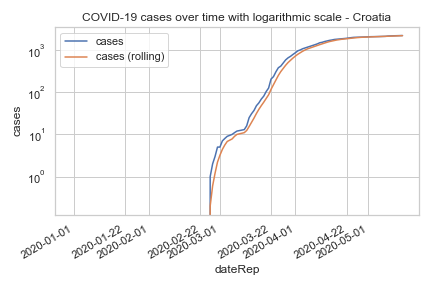 COVID-19 cases over time with logarithmic scale - Croatia
cases
cases (rolling)
10³
10²
10¹
10⁰
cases
2020-01-01
2020-01-22
2020-02-01
2020-02-22
2020-03-01
2020-03-22
2020-04-01
2020-04-22
2020-05-01
dateRep